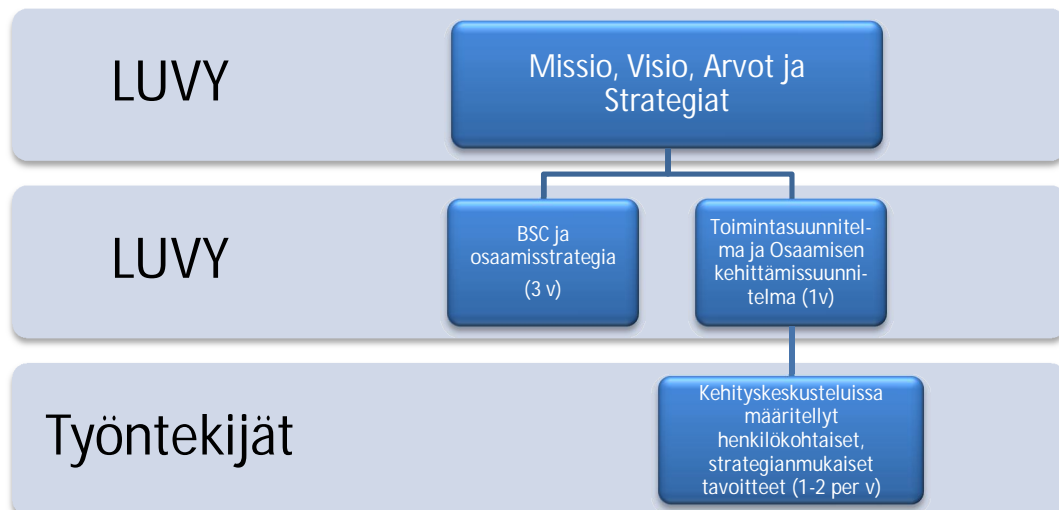 LUVY
Missio, Visio, Arvot ja
Strategiat
LUVY
BSC ja
osaamisstrategia
(3 v)
Toimintasuunnitel-
ma ja Osaamisen
kehittämissuunni-
telma (1v)
Työntekijät
Kehityskeskusteluissa
määritellyt
henkilökohtaiset,
strategianmukaiset
tavoitteet (1-2 per v)